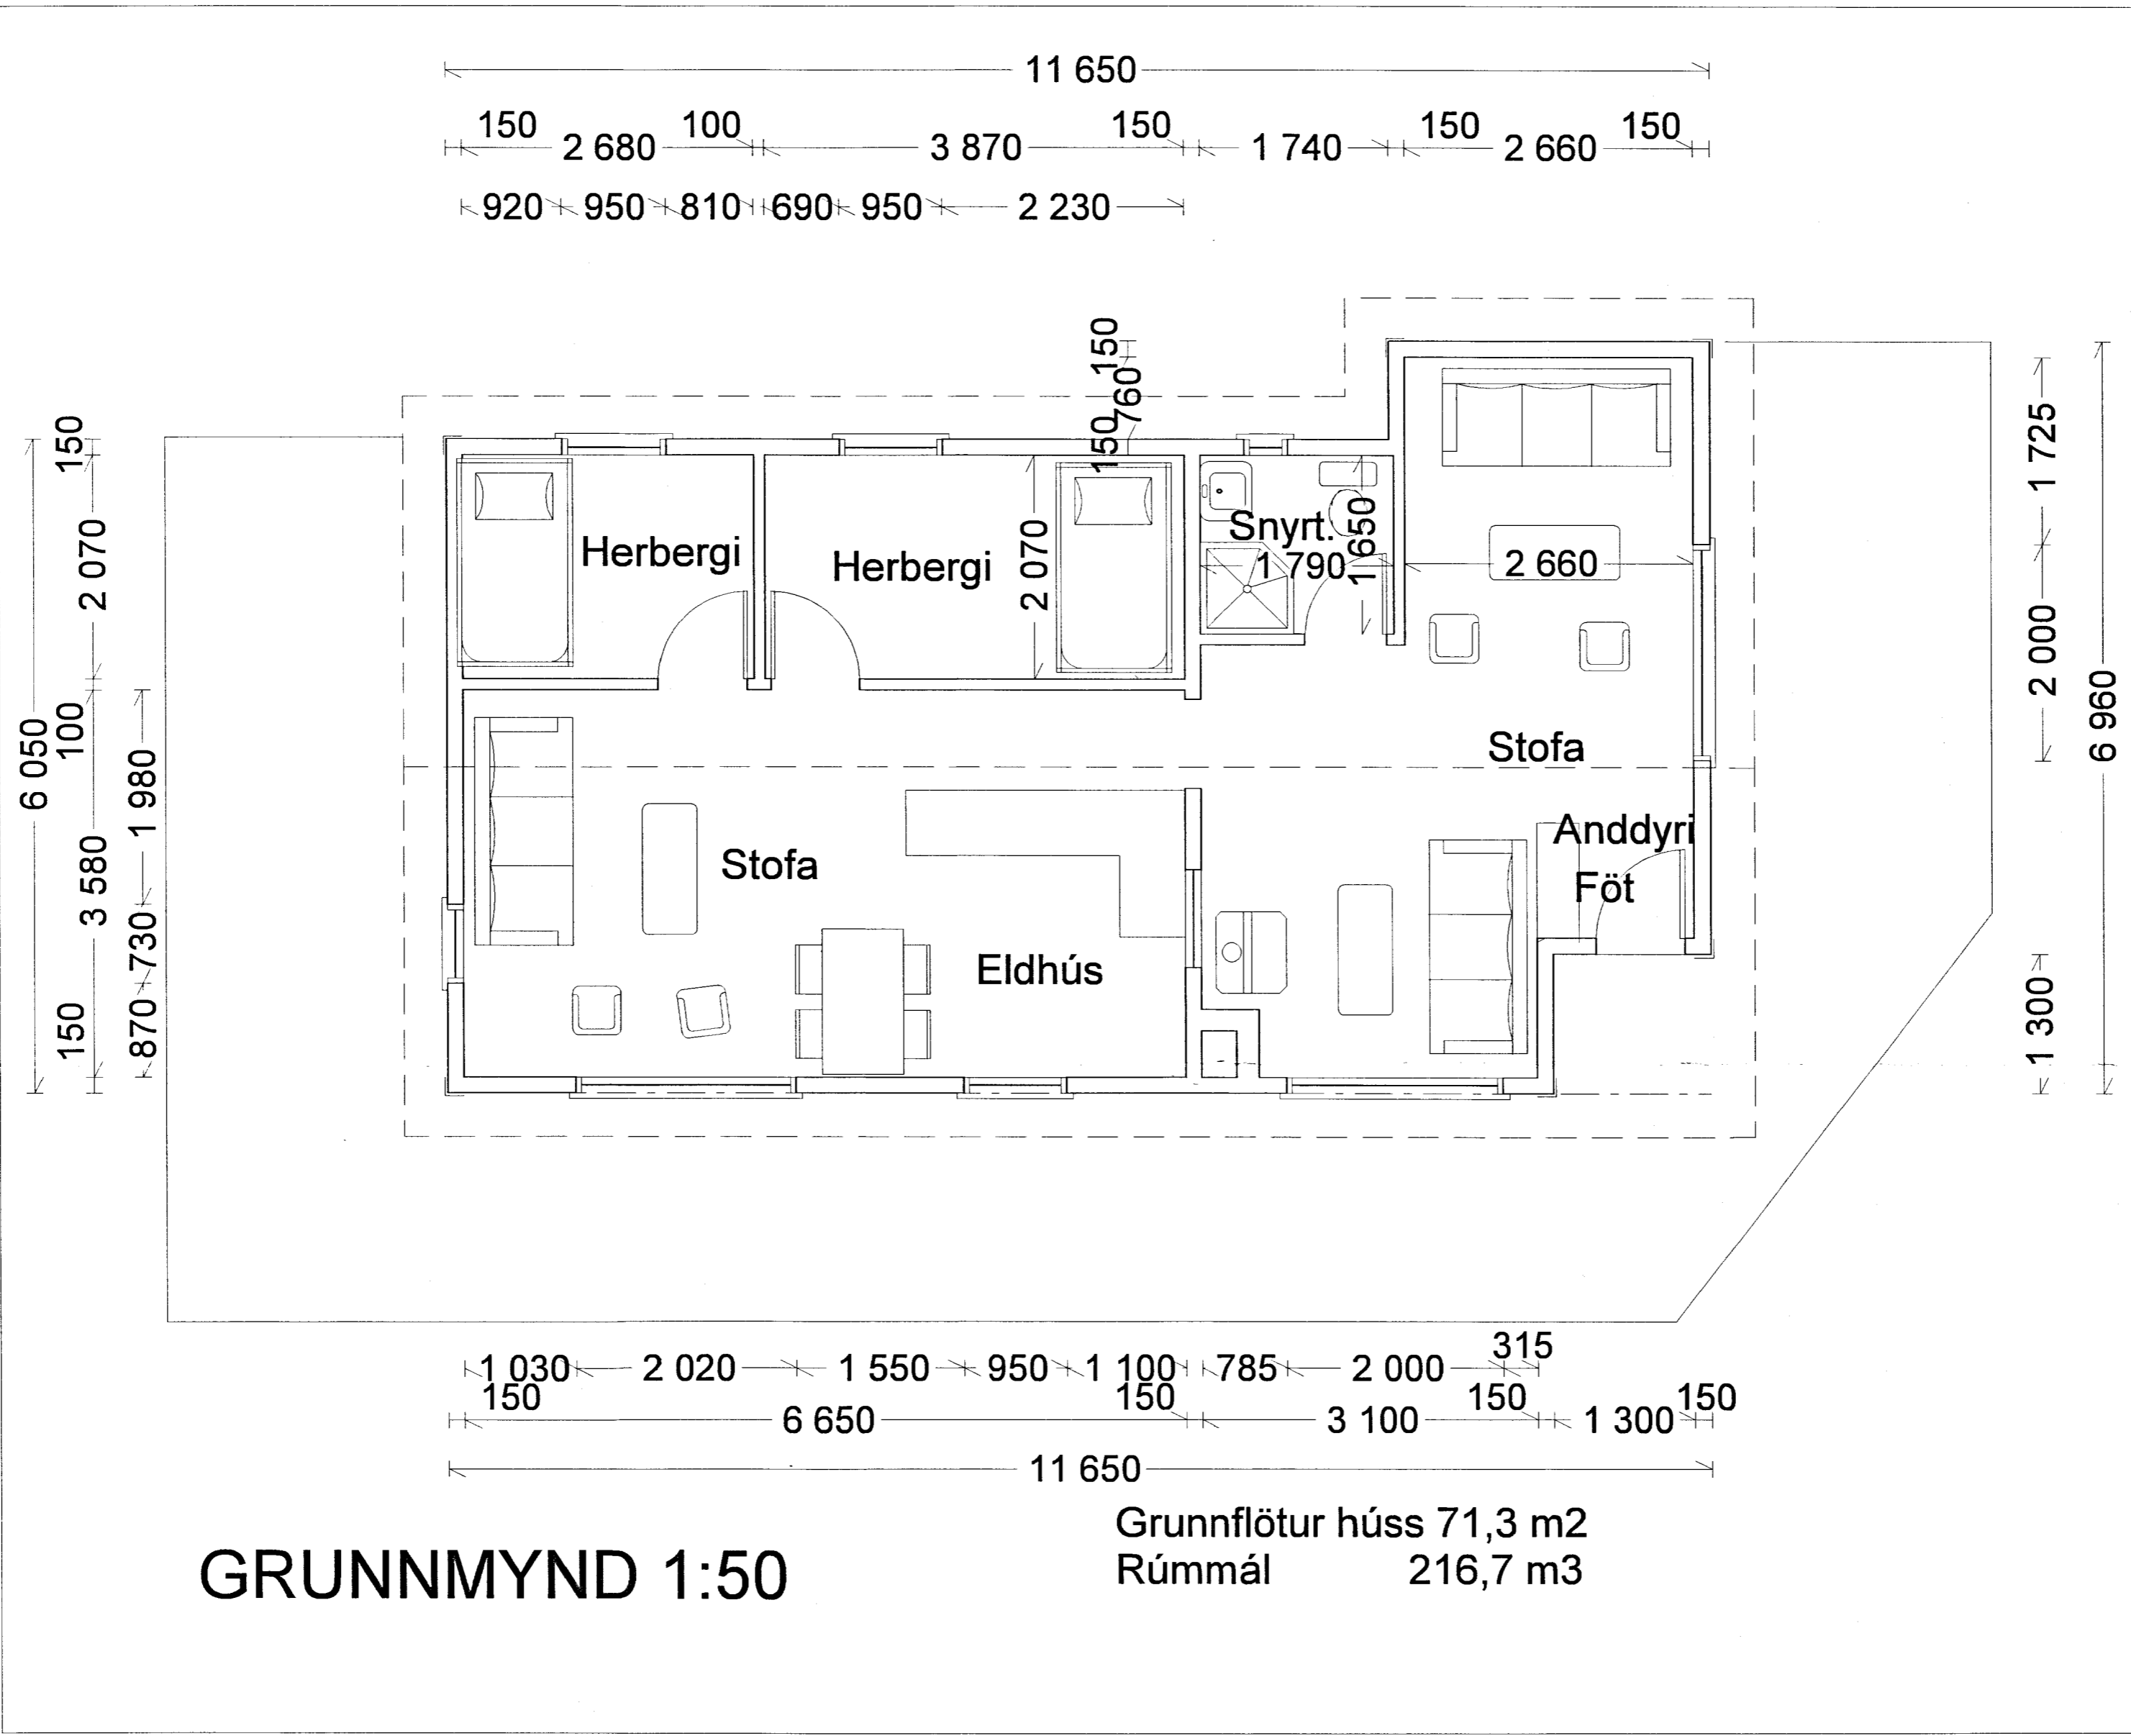 11 650
150 100 150 150 150
2 680 3 870 1 740 2 660
920 950 810 690 950 2 230
150
760
150
150
2 070
100
3 580
150
6 050
1 980
730
870
1 725
2 000
1 300
6 960
Herbergi
Herbergi
2 070
Snyrt.
1 790
1 650
2 660
Stofa
Anddyri
Föt
Stofa
Eldhús
315
1 030 2 020 1 550 950 1 100 785 2 000
150 150 150 150
6 650 3 100 1 300
11 650
Grunnflötur húss 71,3 m2
Rúmmál 216,7 m3
GRUNNMYND 1:50